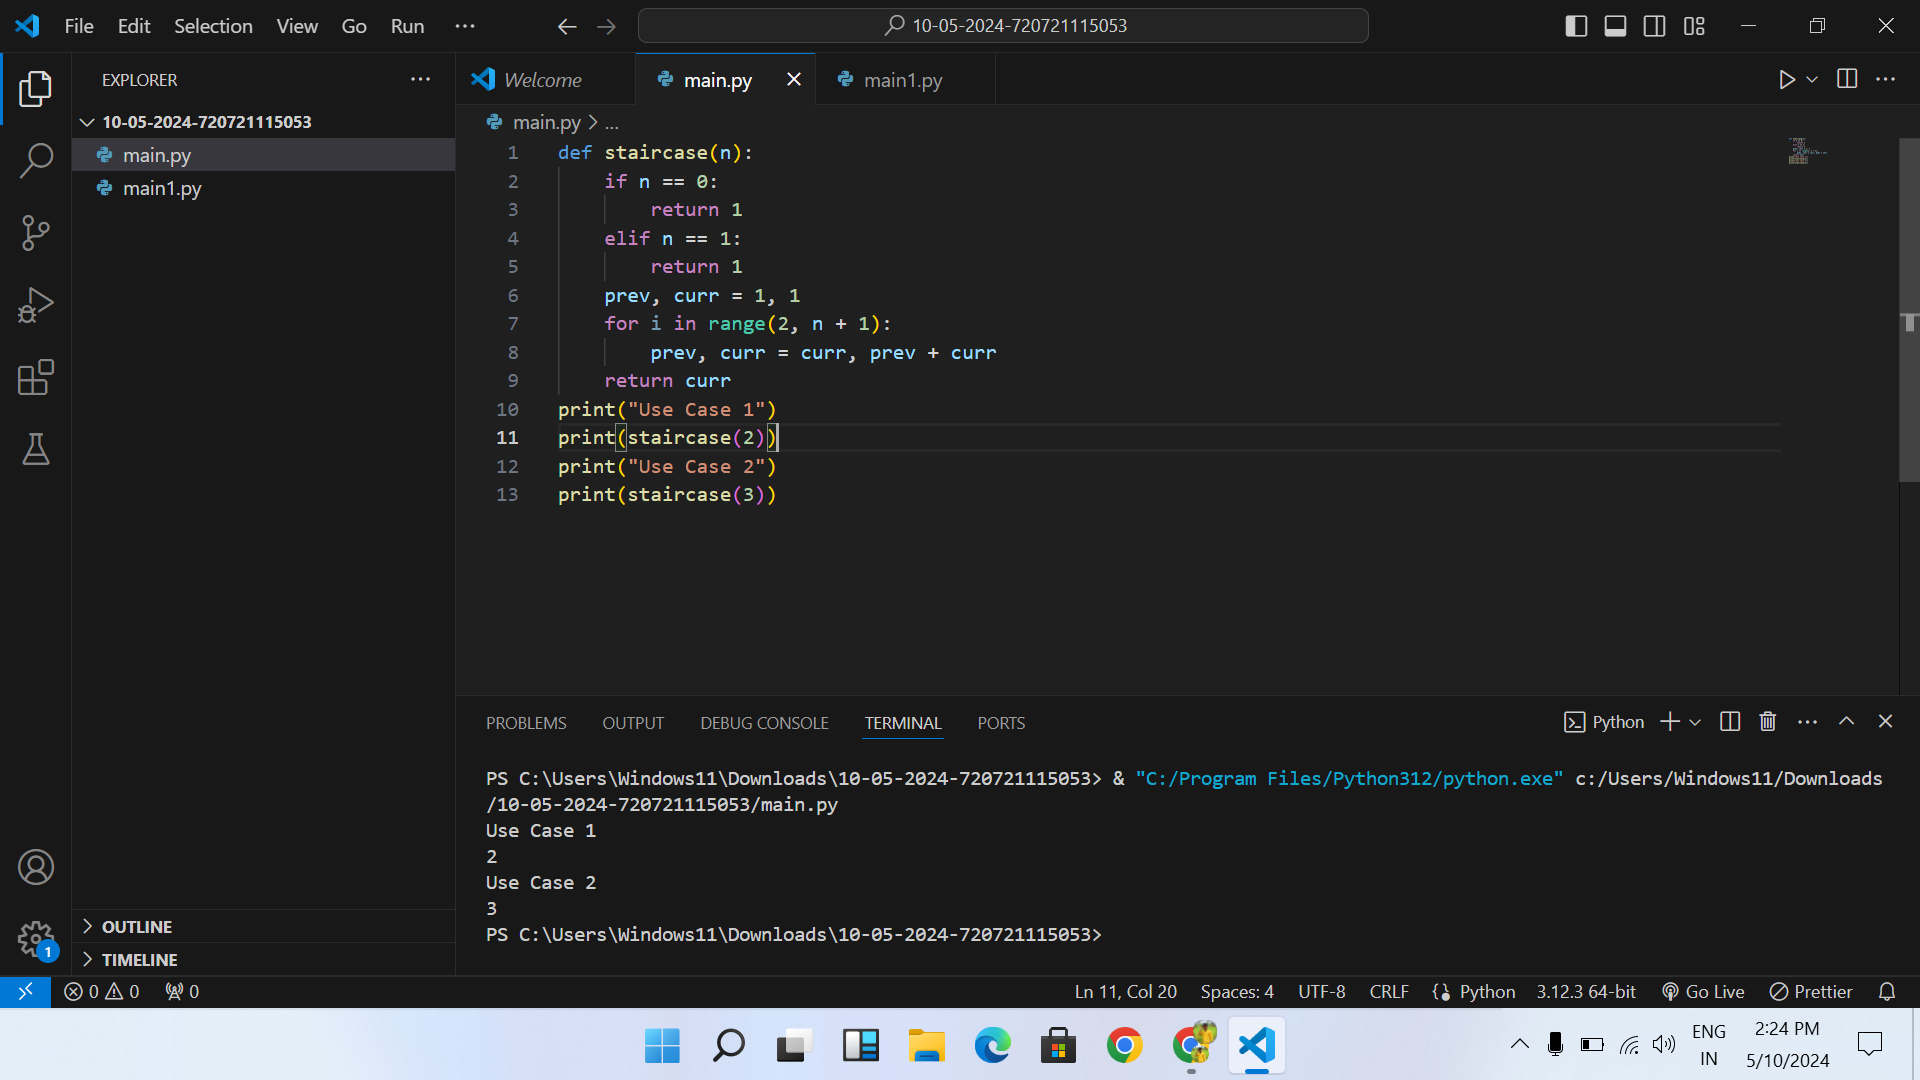 File Edit Selection View Go Run ···
10-05-2024-720721115053
EXPLORER
10-05-2024-720721115053
main.py
main1.py
OUTLINE
TIMELINE
Welcome
main.py
main1.py
main.py > ...
1 def staircase(n):
2 if n == 0:
3 return 1
4 elif n == 1:
5 return 1
6 prev, curr = 1, 1
7 for i in range(2, n + 1):
8 prev, curr = curr, prev + curr
9 return curr
10 print("Use Case 1")
11 print(staircase(2))
12 print("Use Case 2")
13 print(staircase(3))
PROBLEMS OUTPUT DEBUG CONSOLE TERMINAL PORTS
Python
PS C:\Users\Windows11\Downloads\10-05-2024-720721115053> & "C:/Program Files/Python312/python.exe" c:/Users/Windows11/Downloads
/10-05-2024-720721115053/main.py
Use Case 1
2
Use Case 2
3
PS C:\Users\Windows11\Downloads\10-05-2024-720721115053>
1
0 0 0
Ln 11, Col 20 Spaces: 4 UTF-8 CRLF Python 3.12.3 64-bit Go Live Prettier
ENG
IN
2:24 PM
5/10/2024